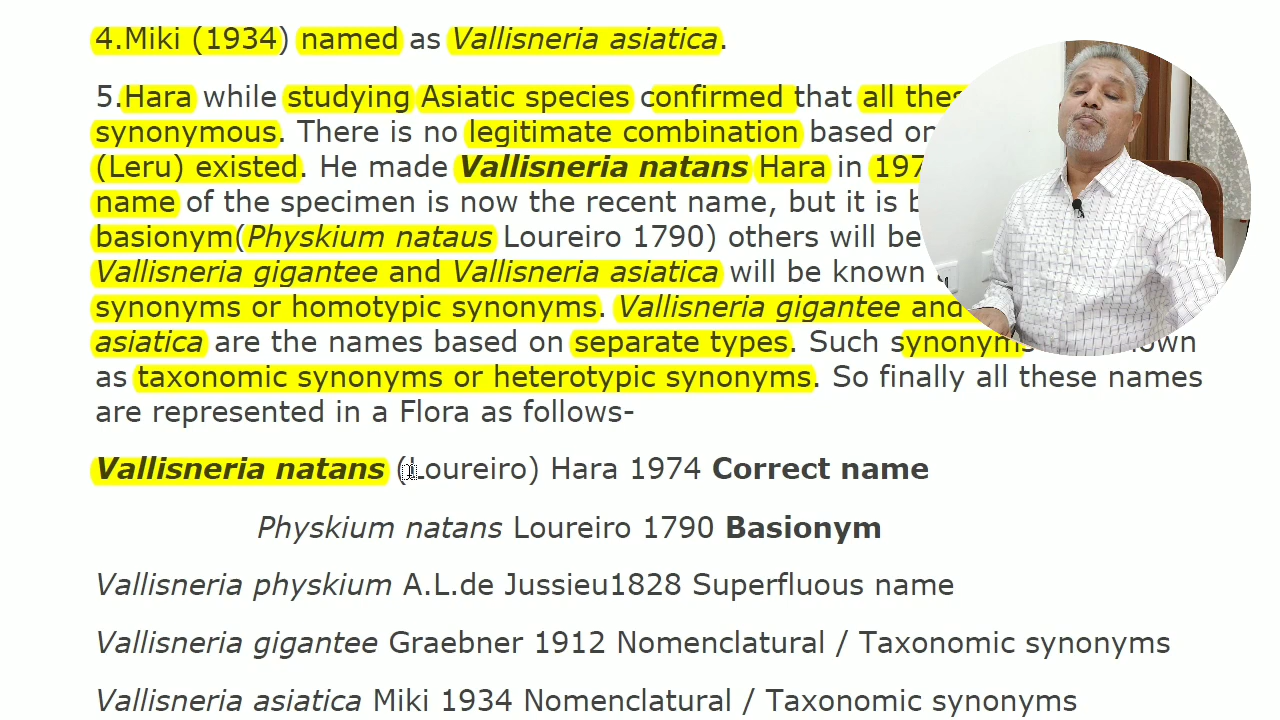 4.Miki (1934) named as Vallisneria asiatica.
5.Hara while studying Asiatic species confirmed that all
synonymous. There is no legitimate combination based on
(Leru) existed. He made Vallisneria natans Hara in
name of the specimen is now the recent name, but it is
basionym(Physkium nataus Loureiro 1790) others will be
Vallisneria gigantee and Vallisneria asiatica will be known
synonyms or homotypic synonyms. Vallisneria gigantee and
asiatica are the names based on separate types. Such synonyms
as taxonomic synonyms or heterotypic synonyms. So finally all these names
are represented in a Flora as follows-
Vallisneria natans (Loureiro) Hara 1974 Correct name
Physkium natans Loureiro 1790 Basionym
Vallisneria physkium A.L.de Jussieu1828 Superfluous name
Vallisneria gigantee Graebner 1912 Nomenclatural / Taxonomic synonyms
Vallisneria asiatica Miki 1934 Nomenclatural / Taxonomic synonyms